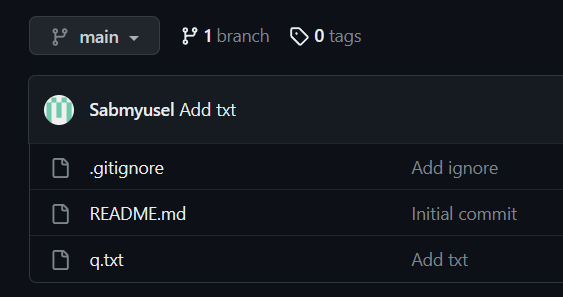 main 1 branch 0 tags
Sabmyusel Add txt
.gitignore Add ignore
README.md Initial commit
q.txt Add txt